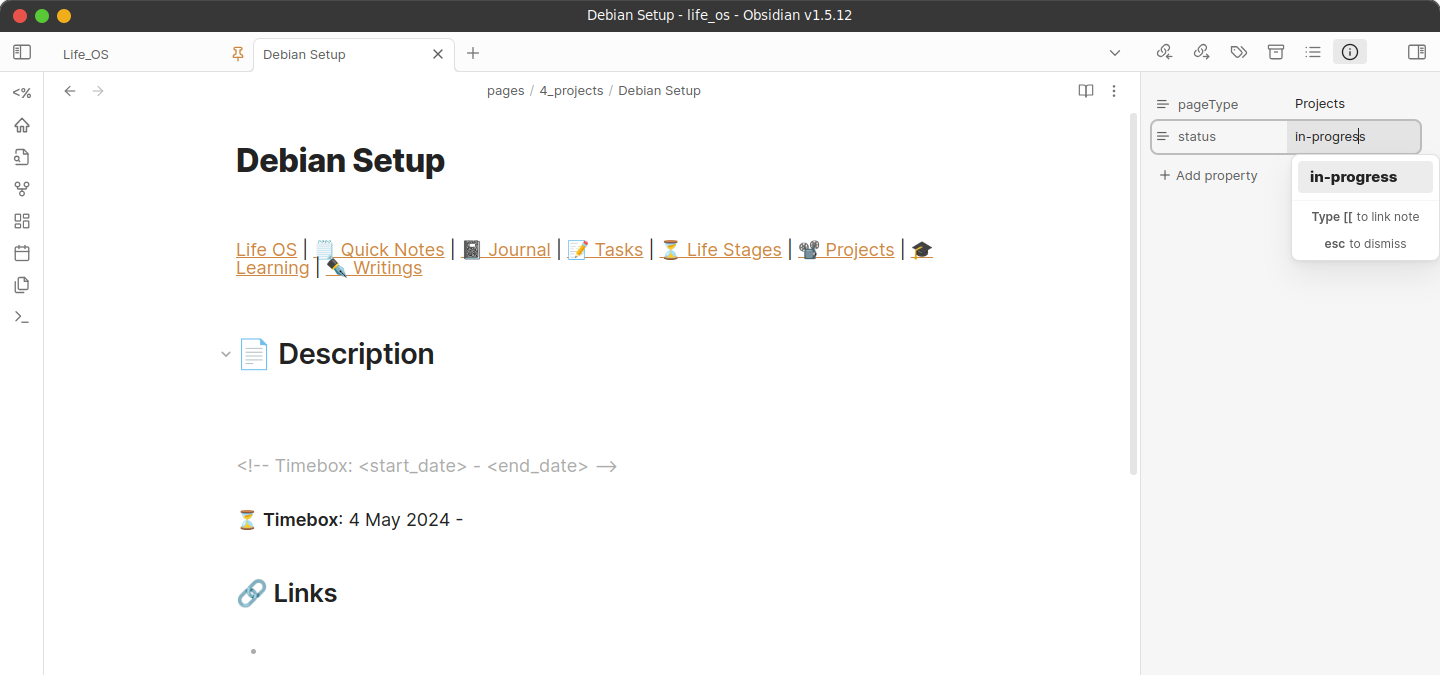 Debian Setup - life_os - Obsidian v1.5.12
Life_OS
Debian Setup
<%
pages / 4_projects / Debian Setup
pageType Projects
status in-progress
Add property
in-progress
Type [[ to link note
esc to dismiss
Debian Setup
Life OS | 🗒️ Quick Notes | 📓 Journal | 📝 Tasks | ⏳ Life Stages | 📽️ Projects | 🎓
Learning | ✒️ Writings
📄 Description
<!-- Timebox: <start_date> - <end_date> -->
⏳ Timebox: 4 May 2024 -
🔗 Links